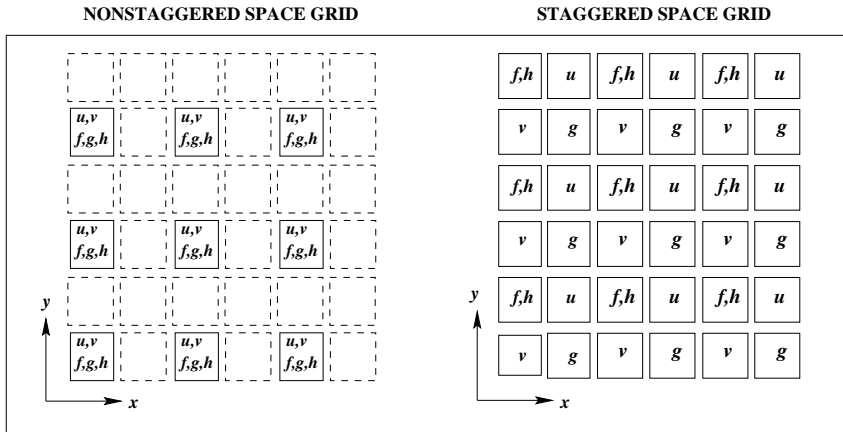 NONSTAGGERED SPACE GRID STAGGERED SPACE GRID
f,h u f,h u f,h u
u,v u,v u,v
f,g,h f,g,h f,g,h
v g v g v g
f,h u f,h u f,h u
u,v u,v u,v
f,g,h f,g,h f,g,h
v g v g v g
y y
f,h u f,h u f,h u
u,v u,v u,v
f,g,h f,g,h f,g,h
v g v g v g
x x